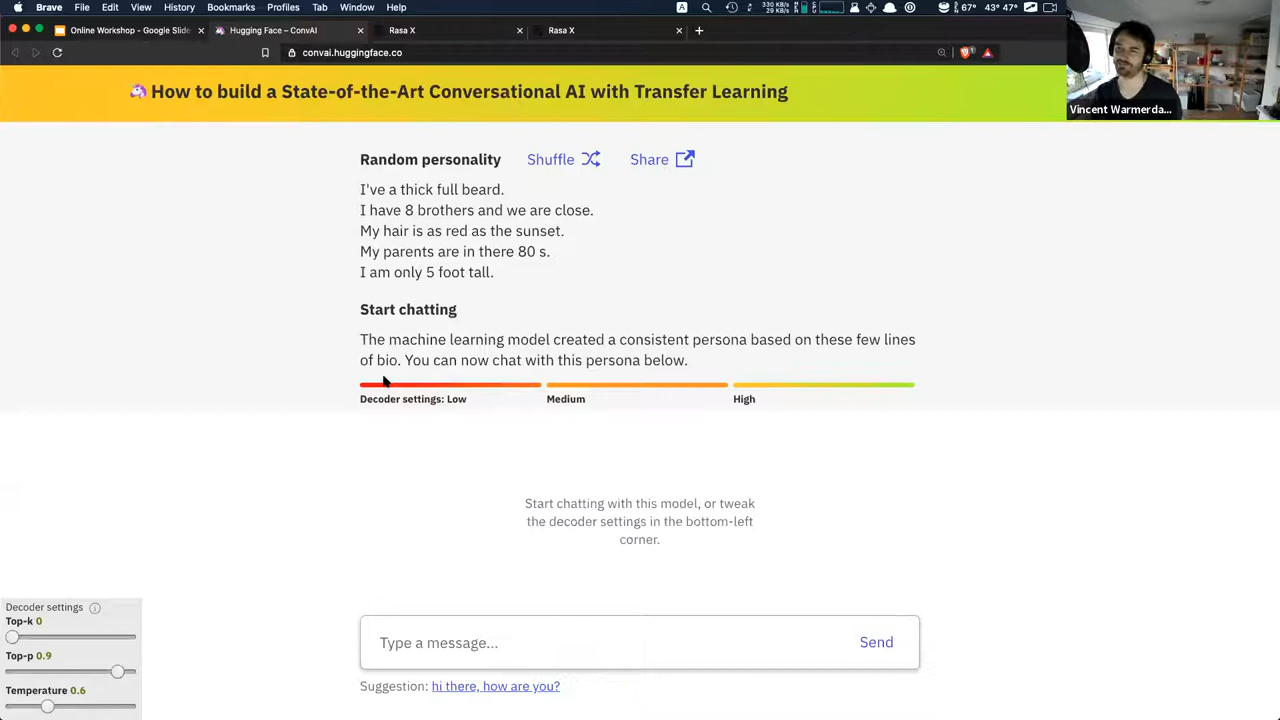 Brave File Edit View History Bookmarks Profiles Tab Window Help
A 330 KB/s 29 KB/s 67° 43° 47°
Online Workshop - Google Slide Hugging Face – ConvAI Rasa X Rasa X
convai.huggingface.co
Vincent Warmerda...
How to build a State-of-the-Art Conversational AI with Transfer Learning
Random personality Shuffle Share
I've a thick full beard.
I have 8 brothers and we are close.
My hair is as red as the sunset.
My parents are in there 80 s.
I am only 5 foot tall.
Start chatting
The machine learning model created a consistent persona based on these few lines
of bio. You can now chat with this persona below.
Decoder settings: Low Medium High
Start chatting with this model, or tweak
the decoder settings in the bottom-left
corner.
Decoder settings
Top-k 0
Top-p 0.9
Temperature 0.6
Type a message... Send
Suggestion: hi there, how are you?